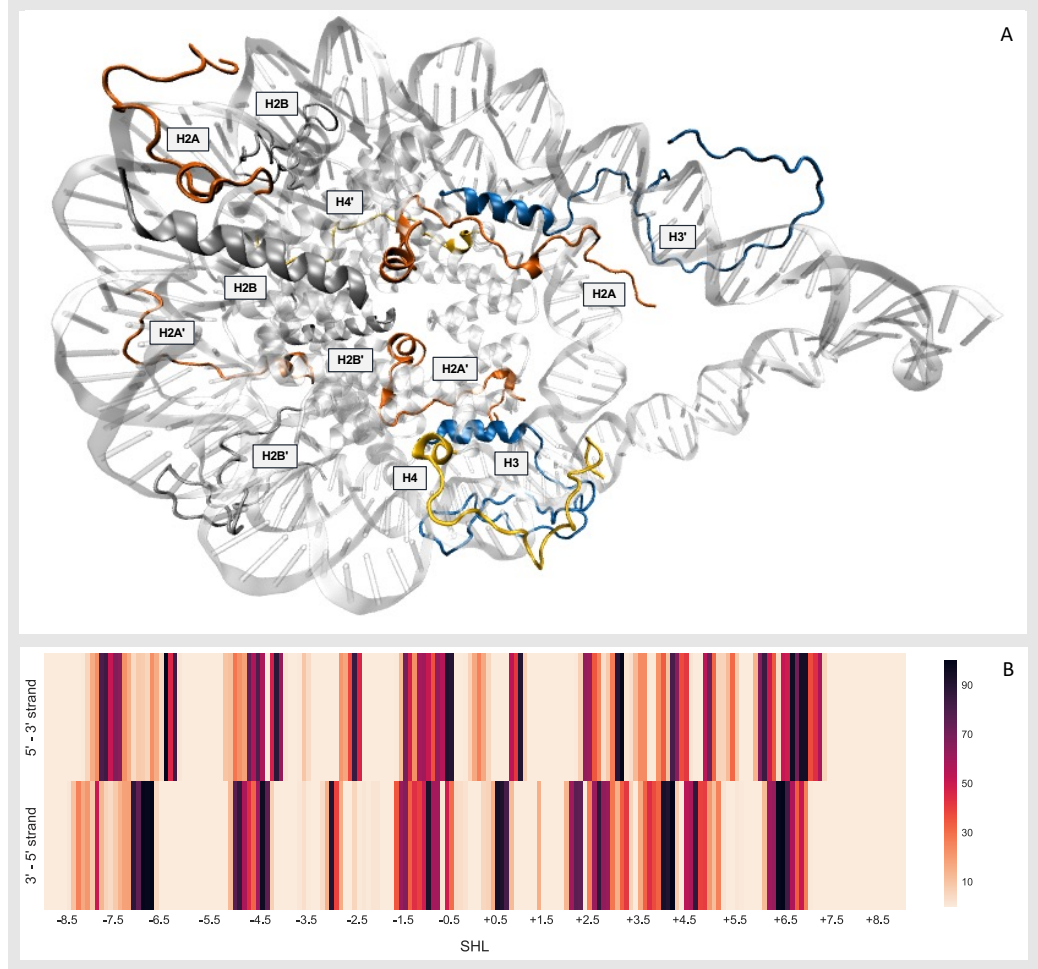 A
H2B
H2A
H4'
H3'
H2B
H2A
H2A'
H2B'
H2A'
H2B'
H3
H4
B
5' - 3' strand
3' - 5' strand
90
70
50
30
10
-8.5 -7.5 -6.5 -5.5 -4.5 -3.5 -2.5 -1.5 -0.5 +0.5 +1.5 +2.5 +3.5 +4.5 +5.5 +6.5 +7.5 +8.5
SHL